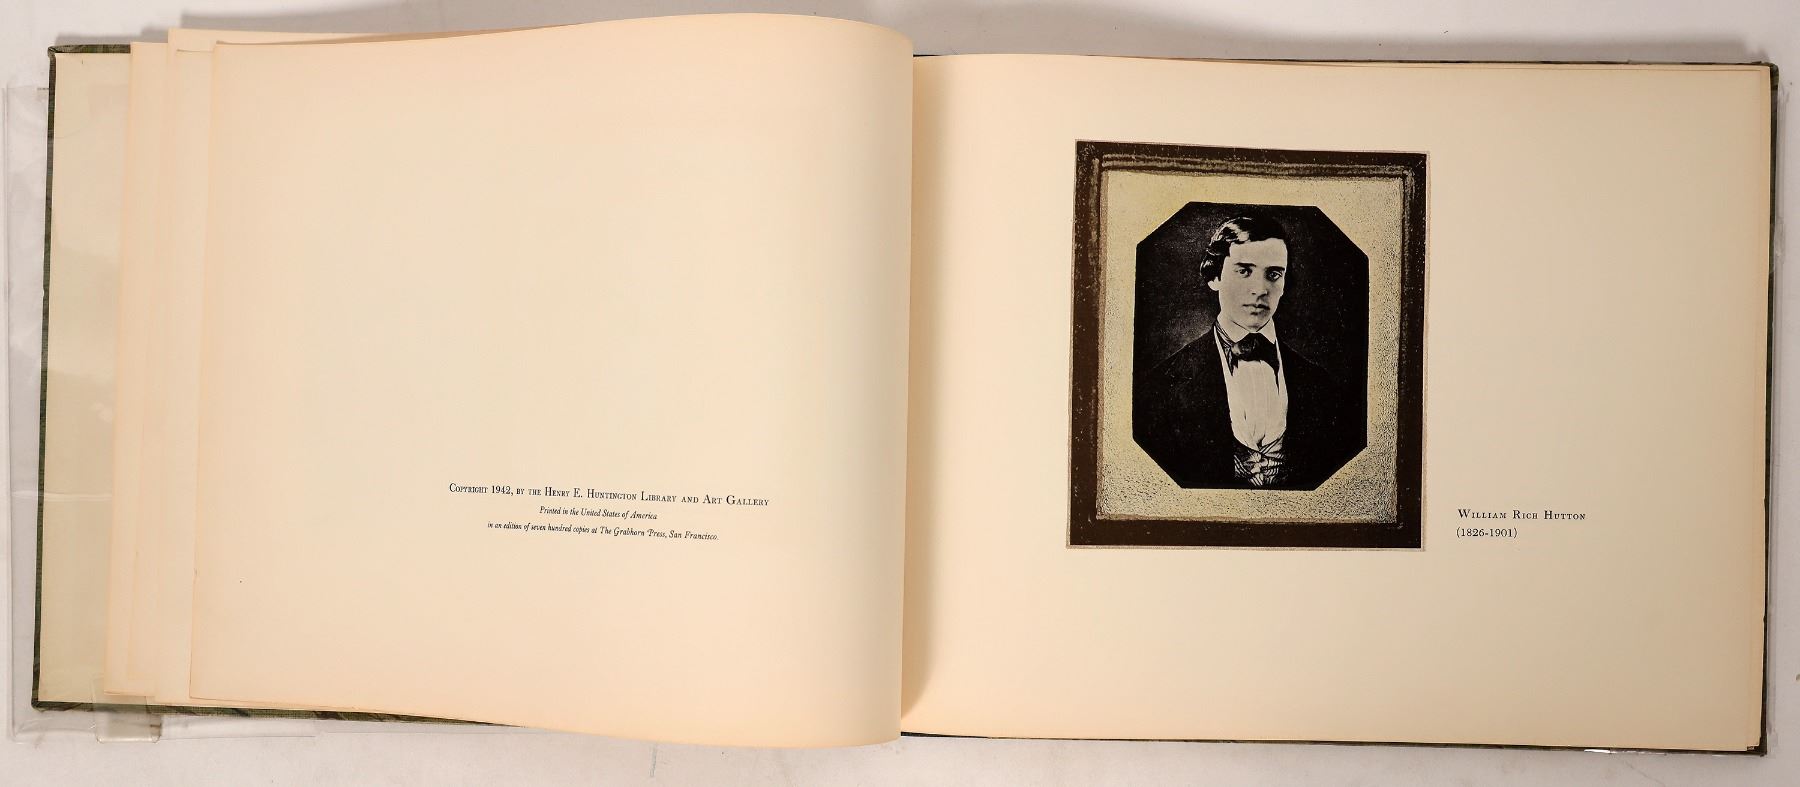 Copyright 1942, by the Henry E. Huntington Library and Art Gallery
Printed in the United States of America
in an edition of seven hundred copies at The Grabhorn Press, San Francisco.
William Rich Hutton
(1826-1901)